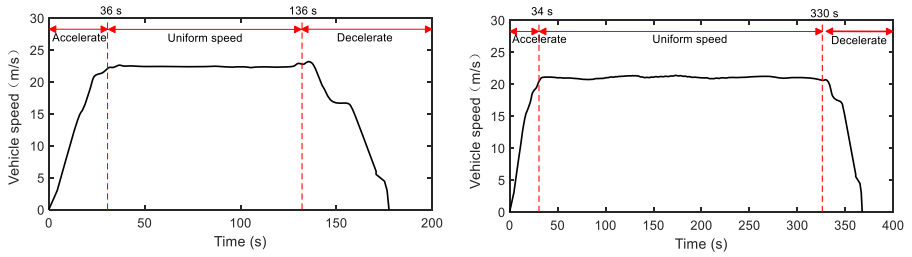 36 s 136 s
30
Accelerate Uniform speed Decelerate
25
20
15
10
5
0
Vehicle speed（m/s）
0 50 100 150 200
Time (s)
34 s 330 s
30
Accelerate Uniform speed Decelerate
25
20
15
10
5
0
Vehicle speed（m/s）
0 50 100 150 200 250 300 350 400
Time (s)